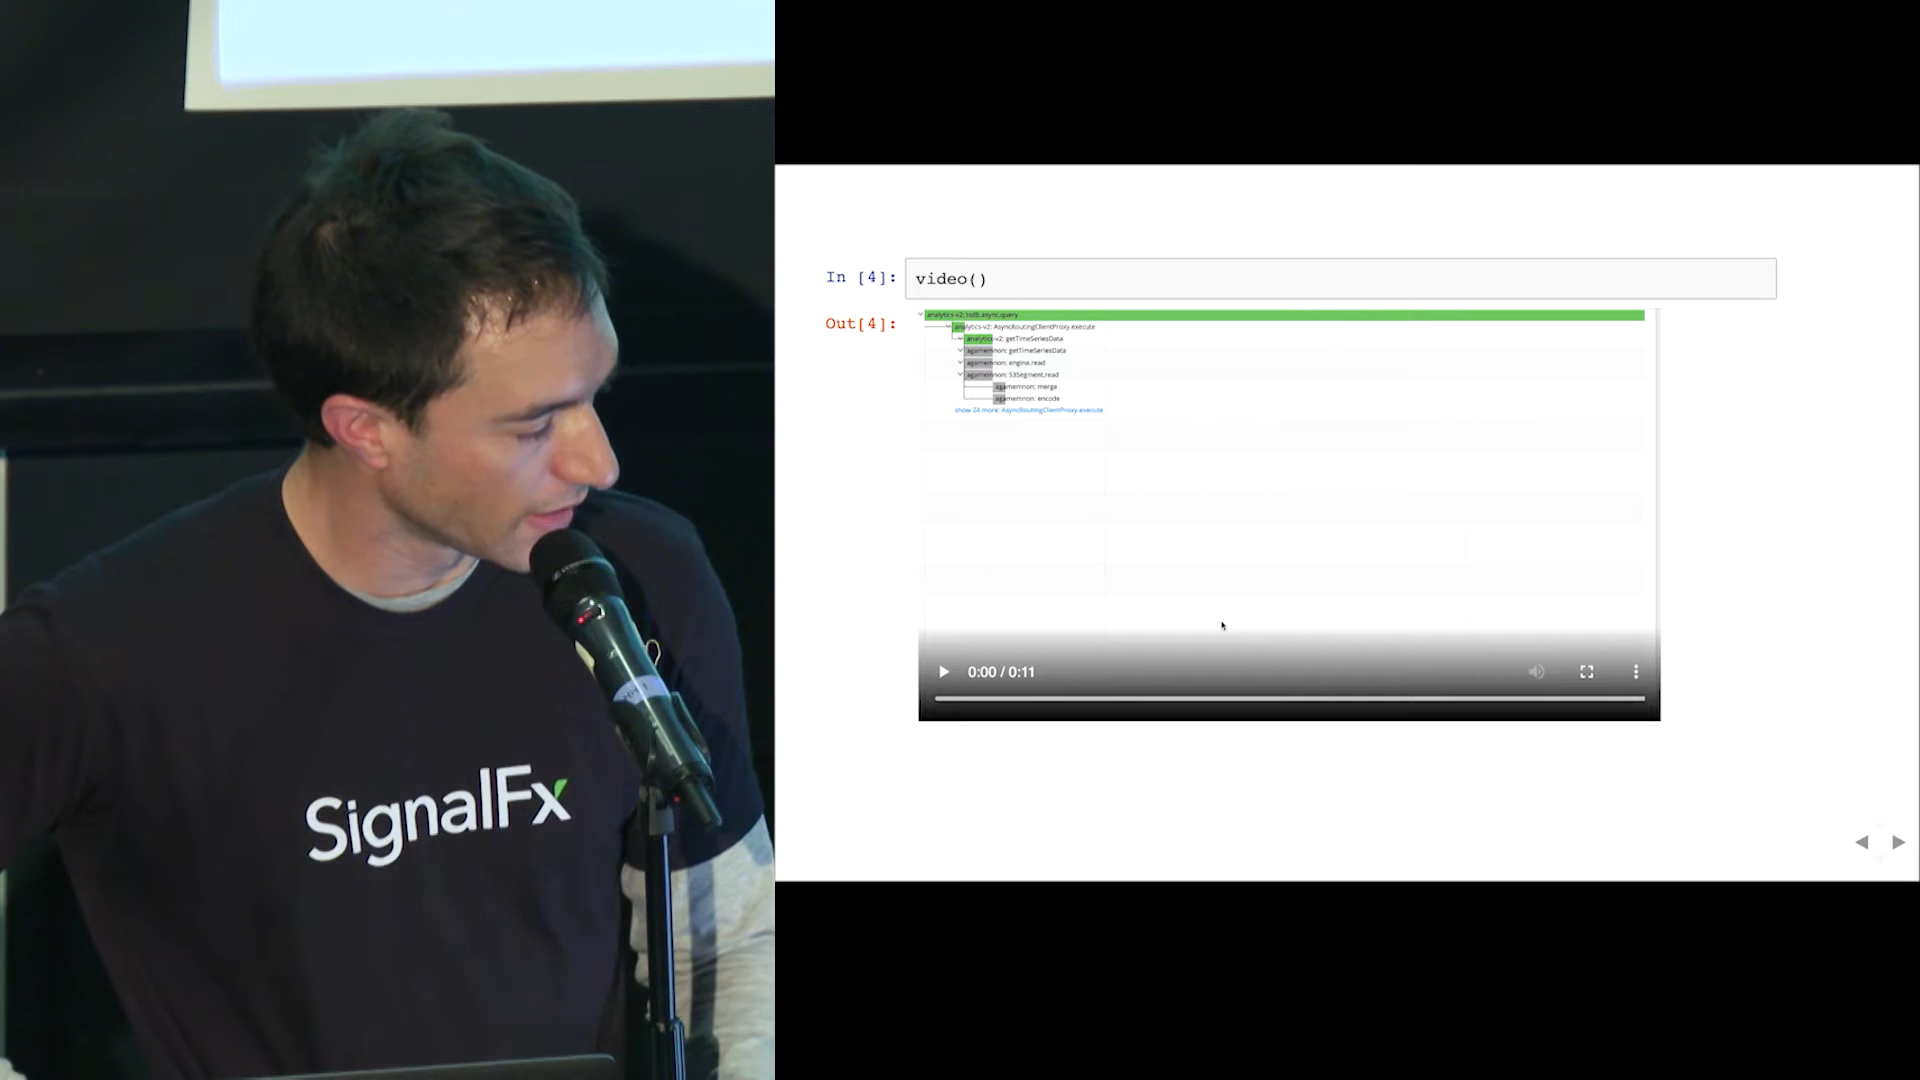 SignalFx
In [4]:
video()
Out[4]:
analytics-v2: tsdb.async.query
analytics-v2: AsyncRoutingClientProxy.execute
analytics-v2: getTimeSeriesData
agamemnon: getTimeSeriesData
agamemnon: engine.read
agamemnon: S3Segment.read
agamemnon: merge
agamemnon: encode
show 24 more: AsyncRoutingClientProxy.execute
0:00 / 0:11